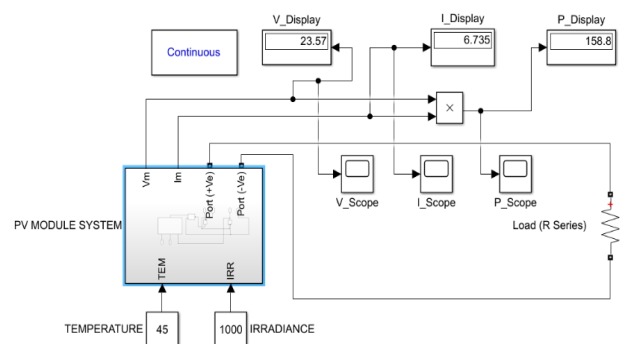 V_Display
I_Display
P_Display
23.57
6.735
158.8
Continuous
×
Vm
Im
Port (+Ve)
Port (-Ve)
V_Scope
I_Scope
P_Scope
+
Load (R Series)
PV MODULE SYSTEM
TEM
IRR
TEMPERATURE
45
1000
IRRADIANCE